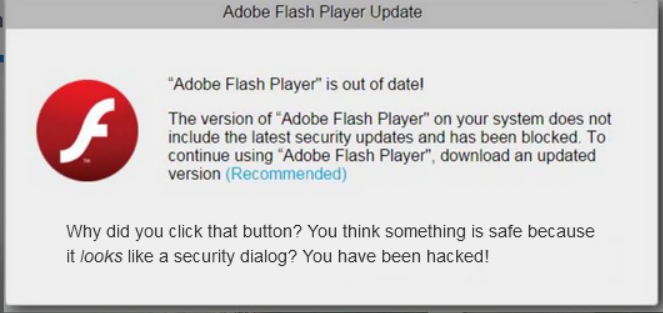 Adobe Flash Player Update
“Adobe Flash Player" is out of date!
The version of “Adobe Flash Player" on your system does not
include the latest security updates and has been blocked. To
continue using “Adobe Flash Player", download an updated
version (Recommended)
Why did you click that button? You think something is safe because
it looks like a security dialog? You have been hacked!